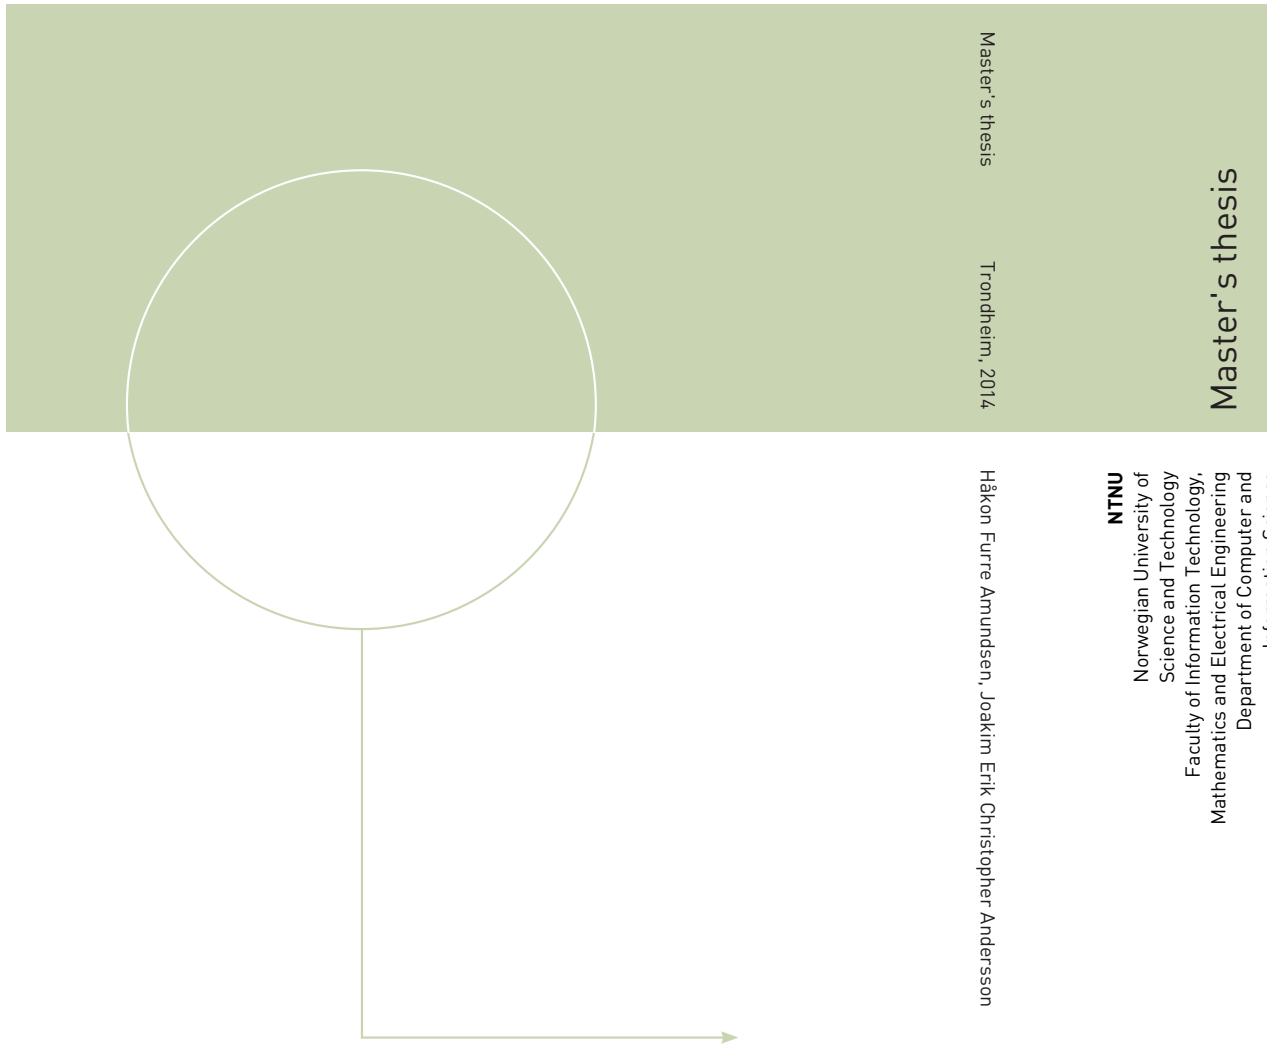 Master's thesis
Trondheim, 2014
Håkon Furre Amundsen, Joakim Erik Christopher Andersson
Master's thesis
NTNU
Norwegian University of
Science and Technology
Faculty of Information Technology,
Mathematics and Electrical Engineering
Department of Computer and